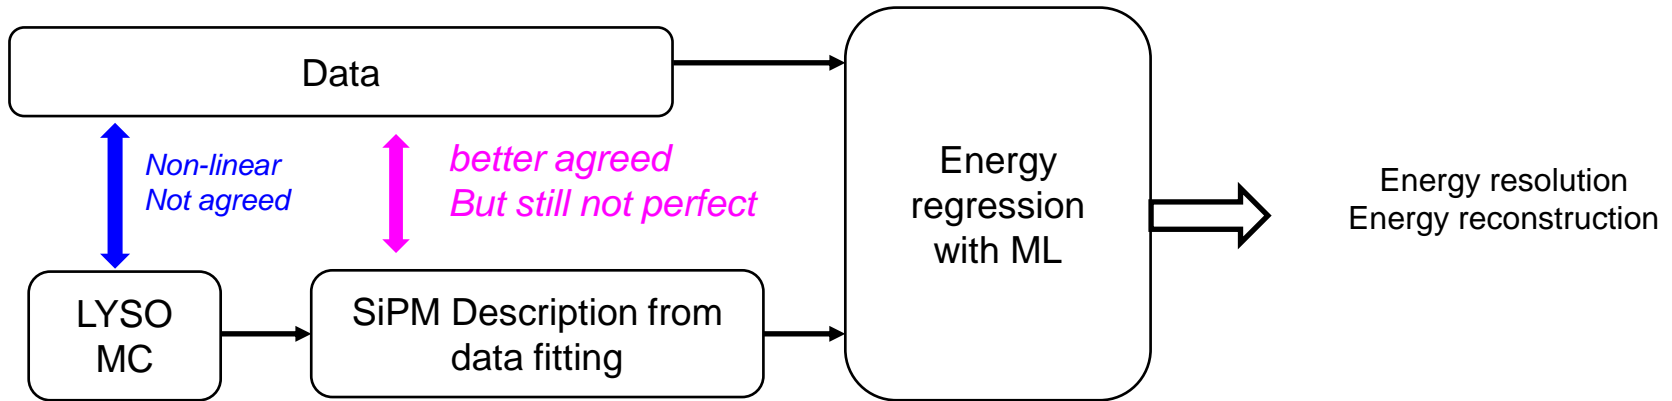 Data
Non-linear
Not agreed
better agreed
But still not perfect
LYSO
MC
SiPM Description from
data fitting
Energy
regression
with ML
Energy resolution
Energy reconstruction